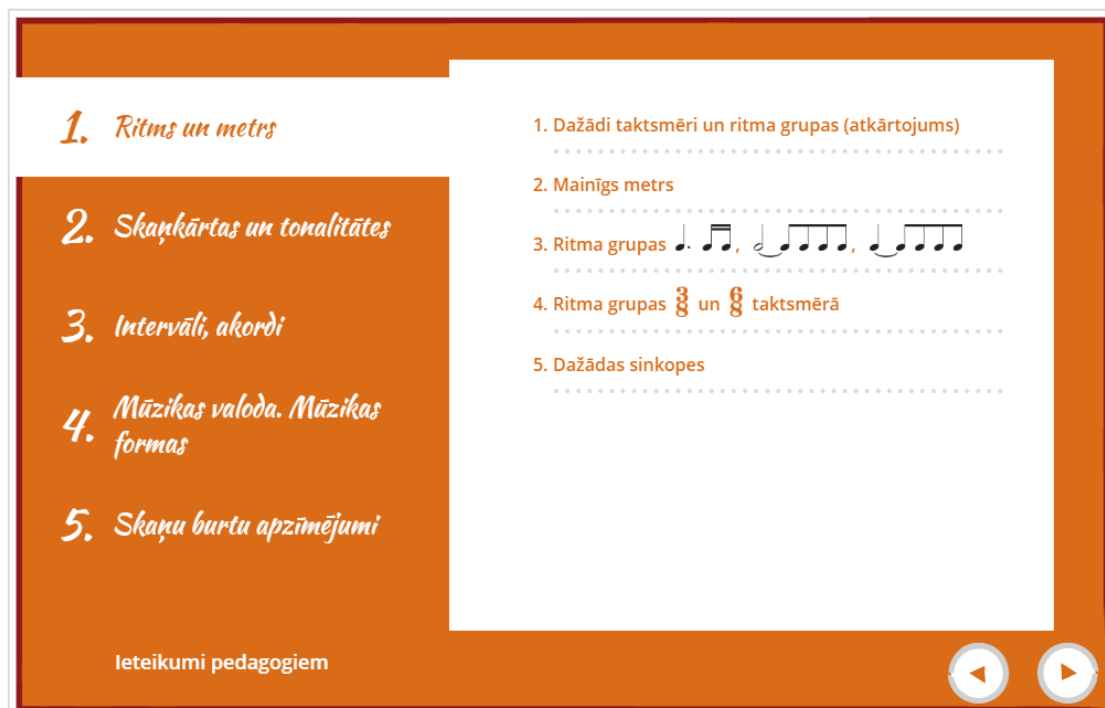 1. Ritms un metrs
2. Skaņkārtas un tonalitātes
3. Intervāli, akordi
4. Mūzikas valoda. Mūzikas
formas
5. Skaņu burtu apzīmējumi
Ieteikumi pedagogiem
1. Dažādi taktsmēri un ritma grupas (atkārtojums)
2. Mainīgs metrs
3. Ritma grupas , ,
4. Ritma grupas 3/8 un 6/8 taktsmērā
5. Dažādas sinkopes